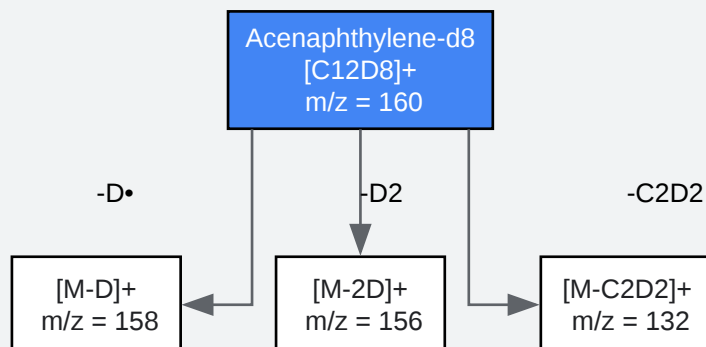 Acenaphthylene-d8
[C12D8]+
m/z = 160
-D•
-D2
-C2D2
[M-D]+
m/z = 158
[M-2D]+
m/z = 156
[M-C2D2]+
m/z = 132